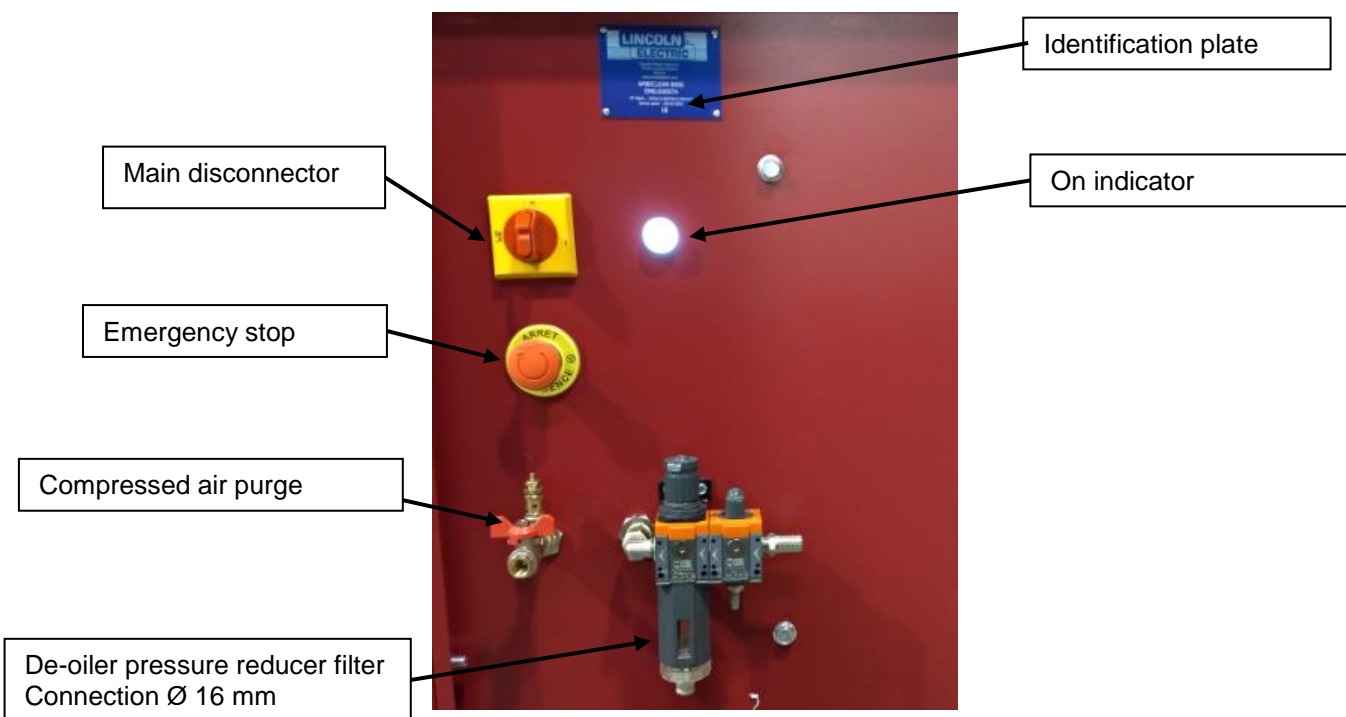 Identification plate
LINCOLN
ELECTRIC
Main disconnector
On indicator
Emergency stop
ARRET
Compressed air purge
De-oiler pressure reducer filter
Connection Ø 16 mm